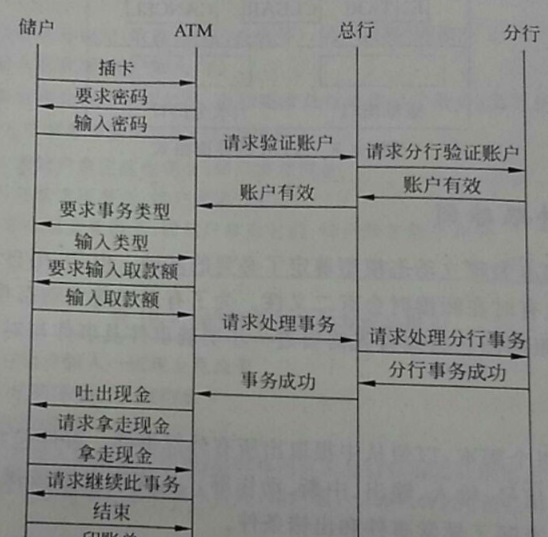 储户 ATM 总行 分行
插卡
要求密码
输入密码
请求验证账户 请求分行验证账户
账户有效 账户有效
要求事务类型
输入类型
要求输入取款额
输入取款额
请求处理事务 请求处理分行事务
事务成功 分行事务成功
吐出现金
请求拿走现金
拿走现金
请求继续此事务
结束